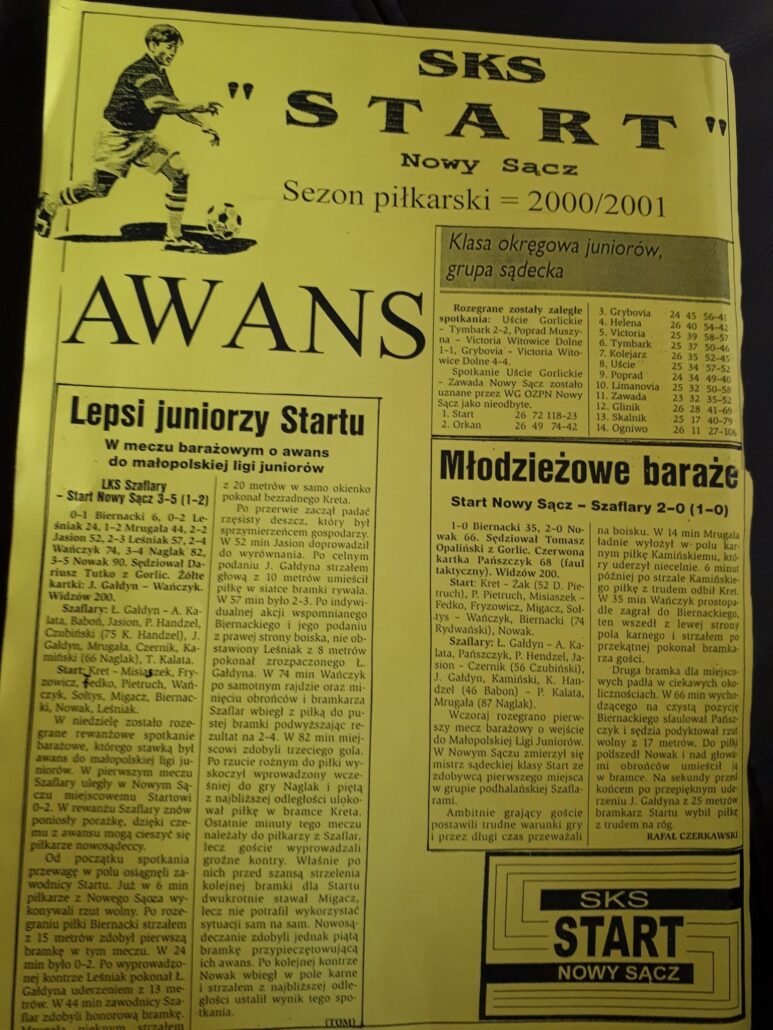 SKS
"START"
Nowy Sącz
Sezon piłkarski = 2000/2001
AWANS
Klasa okręgowa juniorów,
grupa sądecka
Rozegrane zostały zaległe
spotkania: Uście Gorlickie
- Tymbark 2-2, Poprad Muszy-
na - Victoria Witowice Dolne
1-1, Grybovia - Victoria Wito-
wice Dolne 4-4.
Spotkanie Uście Gorlickie
- Zawada Nowy Sącz zostało
uznane przez WG OZPN Nowy
Sącz jako nieodbyte.
1. Start 26 72 118-23
2. Orkan 26 49 74-42
3. Grybovia 24 45 56-41
4. Helena 26 40 54-42
5. Victoria 25 39 58-57
6. Tymbark 25 37 50-46
7. Kolejarz 26 35 52-45
8. Uście 25 34 57-52
9. Poprad 24 34 49-40
10. Limanovia 25 32 50-58
11. Zawada 23 32 35-52
12. Glinik 26 28 41-69
13. Skalnik 25 17 40-79
14. Ogniwo 26 11 27-106
Lepsi juniorzy Startu
W meczu barażowym o awans
do małopolskiej ligi juniorów
LKS Szaflary
- Start Nowy Sącz 3-5 (1-2)
0-1 Biernacki 6, 0-2 Le-
śniak 24, 1-2 Mrugała 44, 2-2
Jasion 52, 2-3 Leśniak 57, 2-4
Wańczyk 74, 3-4 Naglak 82,
3-5 Nowak 90. Sędziował Da-
riusz Tutko z Gorlic. Żółte
kartki: J. Gałdyn - Wańczyk.
Widzów 200.
Szaflary: Ł. Gałdyn - A. Ka-
lata, Baboń, Jasion, P. Handzel,
Czubiński (75 K. Handzel), J.
Gałdyn, Mrugała, Czernik, Ka-
miński (66 Naglak), T. Kalata.
Start: Kret - Misiaszek, Fry-
zowicz, Fedko, Pietruch, Wań-
czyk, Sołtys, Migacz, Biernac-
ki, Nowak, Leśniak.
W niedzielę zostało roze-
grane rewanżowe spotkanie
barażowe, którego stawką był
awans do małopolskiej ligi ju-
niorów. W pierwszym meczu
Szaflary uległy w Nowym Są-
czu miejscowemu Startowi
0-2. W rewanżu Szaflary znów
poniosły porażkę, dzięki cze-
mu z awansu mogą cieszyć się
piłkarze nowosądeccy.
Od początku spotkania
przewagę w polu osiągnęli za-
wodnicy Startu. Już w 6 min
piłkarze z Nowego Sącza wy-
konywali rzut wolny. Po roze-
graniu piłki Biernacki strzałem
z 15 metrów zdobył pierwszą
bramkę w tym meczu. W 24
min było 0-2. Po wyprowadzo-
nej kontrze Leśniak pokonał Ł.
Gałdyna uderzeniem z 13 me-
trów. W 44 min zawodnicy Sza-
flar zdobyli honorową bramkę.
Mrugała pięknym strzałem
z 20 metrów w samo okienko
pokonał bezradnego Kreta.
Po przerwie zaczął padać
rzęsisty deszcz, który był
sprzymierzeńcem gospodarzy.
W 52 min Jasion doprowadził
do wyrównania. Po celnym
podaniu J. Gałdyna strzałem
głową z 10 metrów umieścił
piłkę w siatce bramki rywala.
W 57 min było 2-3. Po indywi-
dualnej akcji wspomnianego
Biernackiego i jego podaniu
z prawej strony boiska, nie ob-
stawiony Leśniak z 8 metrów
pokonał zrozpaczonego Ł.
Gałdyna. W 74 min Wańczyk
po samotnym rajdzie oraz mi-
nięciu obrońców i bramkarza
Szaflar wbiegł z piłką do pu-
stej bramki podwyższając re-
zultat na 2-4. W 82 min miej-
scowi zdobyli trzeciego gola.
Po rzucie rożnym do piłki wy-
skoczył wprowadzony wcze-
śniej do gry Naglak i piętą
z najbliższej odległości uloko-
wał piłkę w bramce Kreta.
Ostatnie minuty tego meczu
należały do piłkarzy z Szaflar,
lecz goście wyprowadzali
groźne kontry. Właśnie po
nich przed szansą strzelenia
kolejnej bramki dla Startu
dwukrotnie stawał Migacz,
lecz nie potrafił wykorzystać
sytuacji sam na sam. Nowosą-
deczanie zdobyli jednak piątą
bramkę przypieczętowującą
ich awans. Po kolejnej kontrze
Nowak wbiegł w pole karne
i strzałem z najbliższej odle-
głości ustalił wynik tego spo-
tkania.
(TOM)
Młodzieżowe baraże
Start Nowy Sącz - Szaflary 2-0 (1-0)
1-0 Biernacki 35, 2-0 No-
wak 66. Sędziował Tomasz
Opaliński z Gorlic. Czerwona
kartka Pańszczyk 68 (faul
taktyczny). Widzów 200.
Start: Kret - Żak (52 D. Pie-
truch), P. Pietruch, Misiaszek -
Fedko, Fryzowicz, Migacz, Soł-
tys - Wańczyk, Biernacki (74
Rydwański), Nowak.
Szaflary: Ł. Gałdyn - A. Ka-
lata, Pańszczyk, P. Hendzel, Ja-
sion - Czernik (56 Czubiński),
J. Gałdyn, Kamiński, K. Han-
dzel (46 Babon) - P. Kalata,
Mrugała (87 Naglak).
Wczoraj rozegrano pierw-
szy mecz barażowy o wejście
do Małopolskiej Ligi Juniorów.
W Nowym Sączu zmierzył się
mistrz sądeckiej klasy Start ze
zdobywcą pierwszego miejsca
w grupie podhalańskiej Szafla-
rami.
Ambitnie grający goście
postawili trudne warunki gry
i przez długi czas przeważali
na boisku. W 14 min Mrugała
ładnie wyłożył w polu kar-
nym piłkę Kamińskiemu, któ-
ry uderzył niecelnie. 6 minut
później po strzale Kamińskie-
go piłkę z trudem odbił Kret.
W 35 min Wańczyk prostopa-
dle zagrał do Biernackiego,
ten wszedł z lewej strony
pola karnego i strzałem po
przekątnej pokonał bramka-
rza gości.
Druga bramka dla miejsco-
wych padła w ciekawych oko-
licznościach. W 66 min wycho-
dzącego na czystą pozycję
Biernackiego sfaulował Pańsz-
czyk i sędzia podyktował rzut
wolny z 17 metrów. Do piłki
podszedł Nowak i nad głowa-
mi obrońców umieścił ją
w bramce. Na sekundy przed
końcem po przepięknym ude-
rzeniu J. Gałdyna z 25 metrów
bramkarz Startu wybił piłkę
z trudem na róg.
RAFAŁ CZERKAWSKI
SKS
START
NOWY SĄCZ